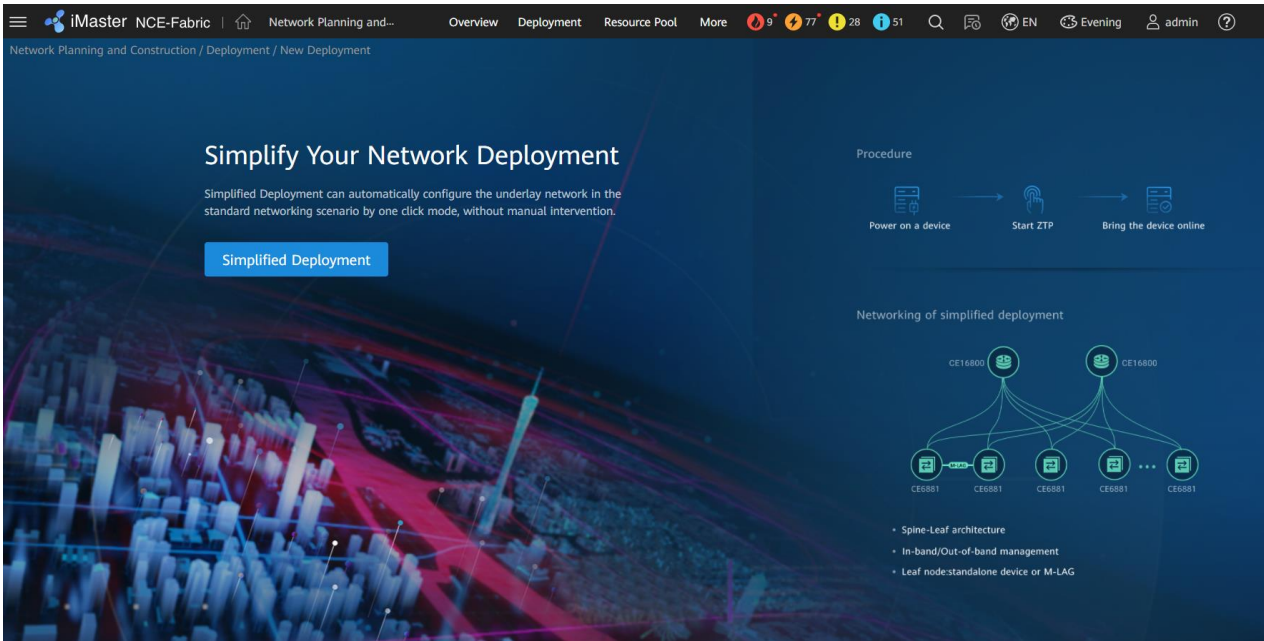 iMaster NCE-Fabric | Network Planning and... Overview Deployment Resource Pool More 9 77 28 51 EN Evening admin
Network Planning and Construction / Deployment / New Deployment
Simplify Your Network Deployment
Simplified Deployment can automatically configure the underlay network in the
standard networking scenario by one click mode, without manual intervention.
Simplified Deployment
Procedure
Power on a device Start ZTP Bring the device online
Networking of simplified deployment
CE16800 CE16800
M-LAG
CE6881 CE6881 CE6881 CE6881 CE6881
• Spine-Leaf architecture
• In-band/Out-of-band management
• Leaf node:standalone device or M-LAG